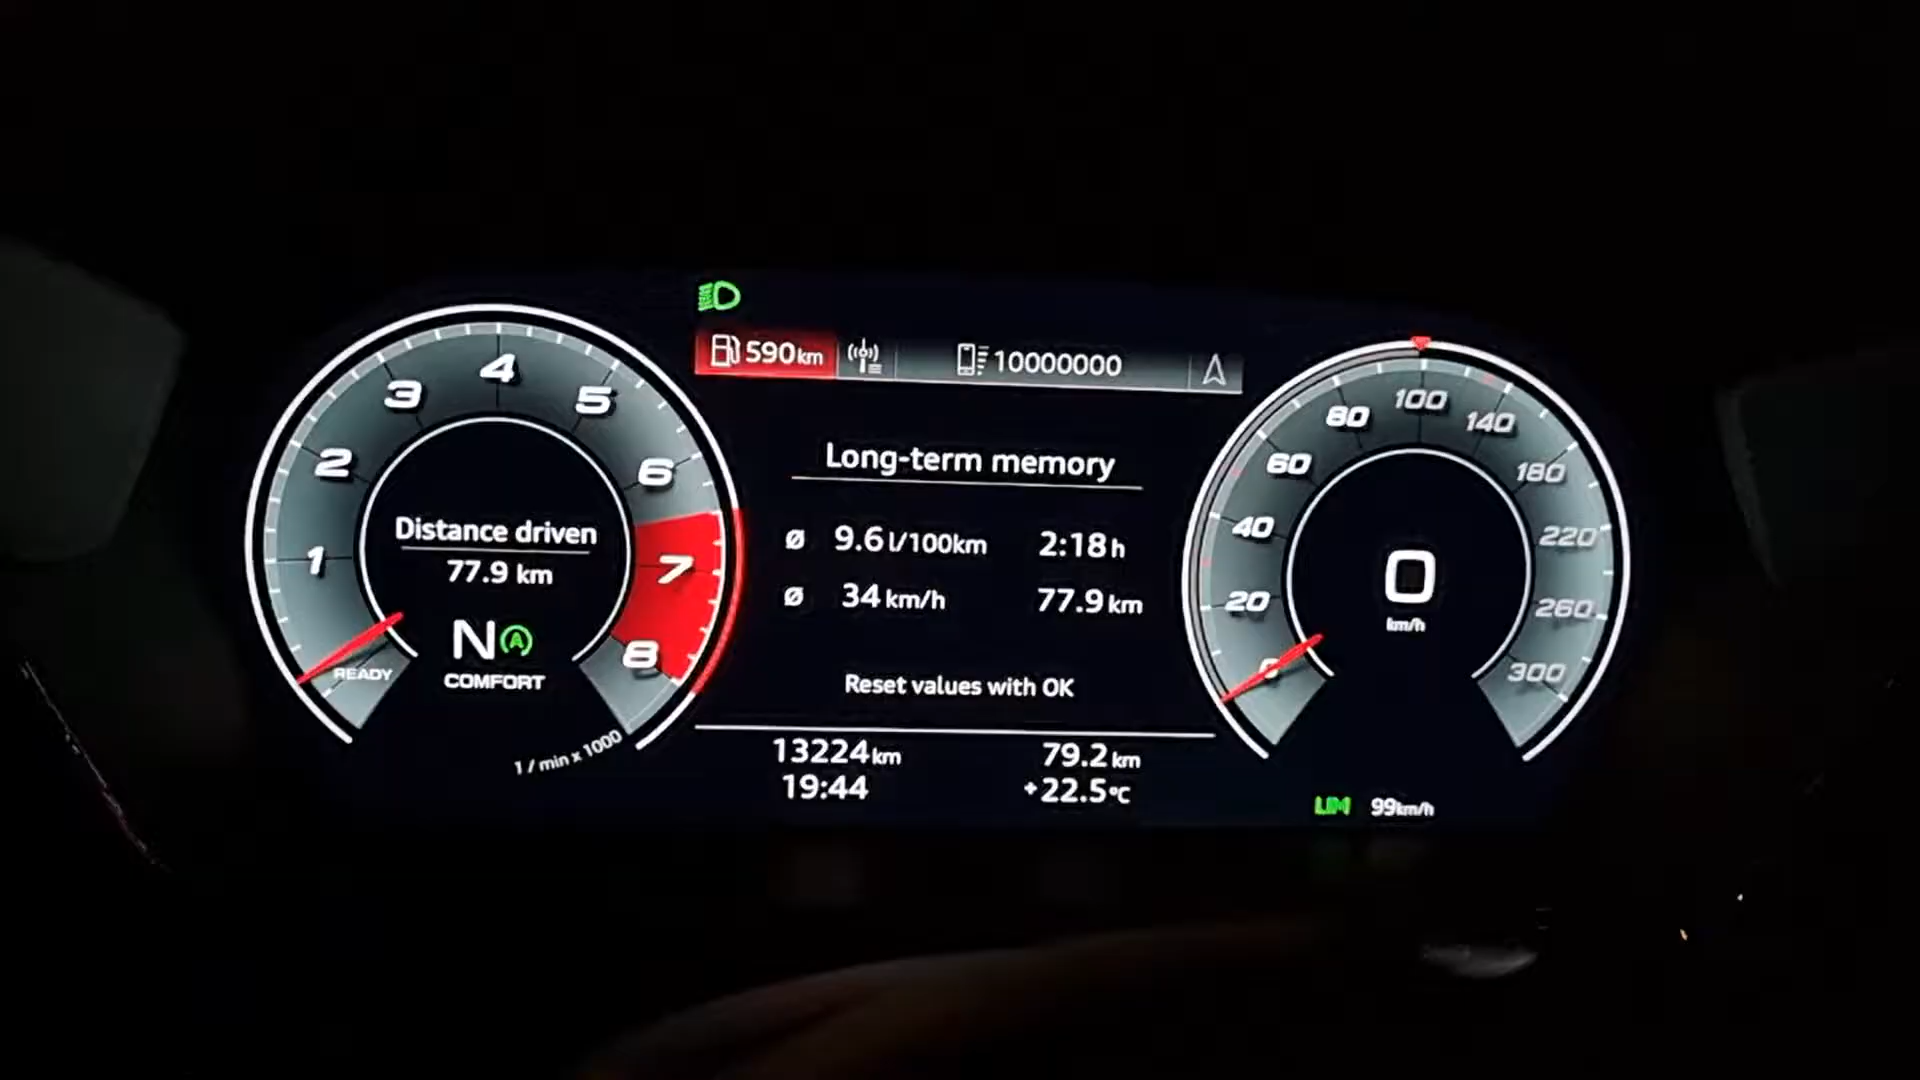 590km
10000000
1
2
3
4
5
6
7
8
READY
1 / min x 1000
Distance driven
77.9 km
N A
COMFORT
Long-term memory
ø 9.6 l/100km 2:18 h
ø 34 km/h 77.9 km
Reset values with OK
13224 km 79.2 km
19:44 +22.5°C
20
40
60
80
100
140
180
220
260
300
0
km/h
LIM 99km/h